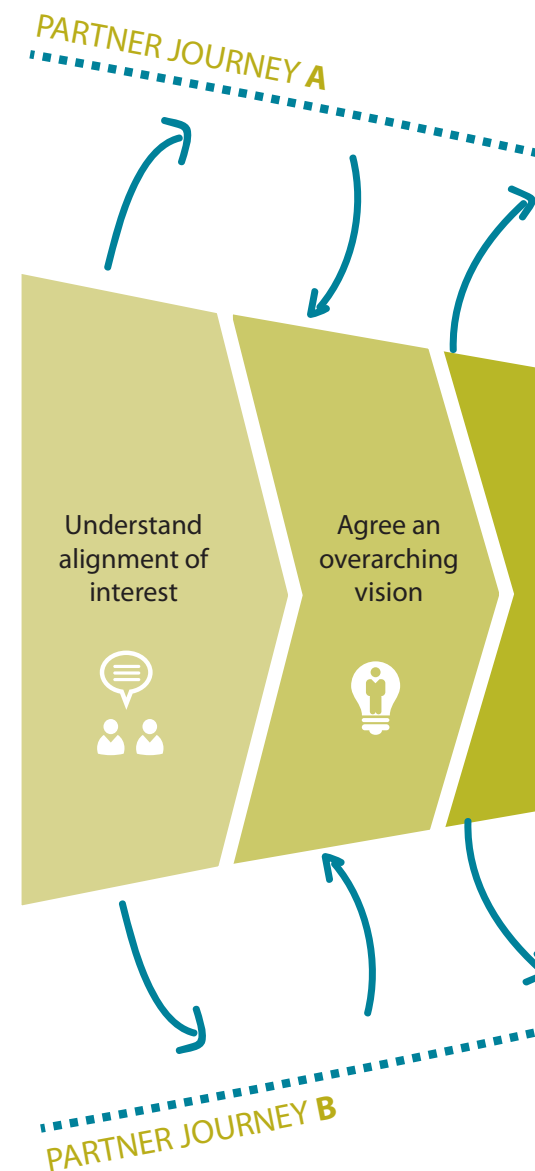 PARTNER JOURNEY A
Understand
alignment of
interest
Agree an
overarching
vision
PARTNER JOURNEY B